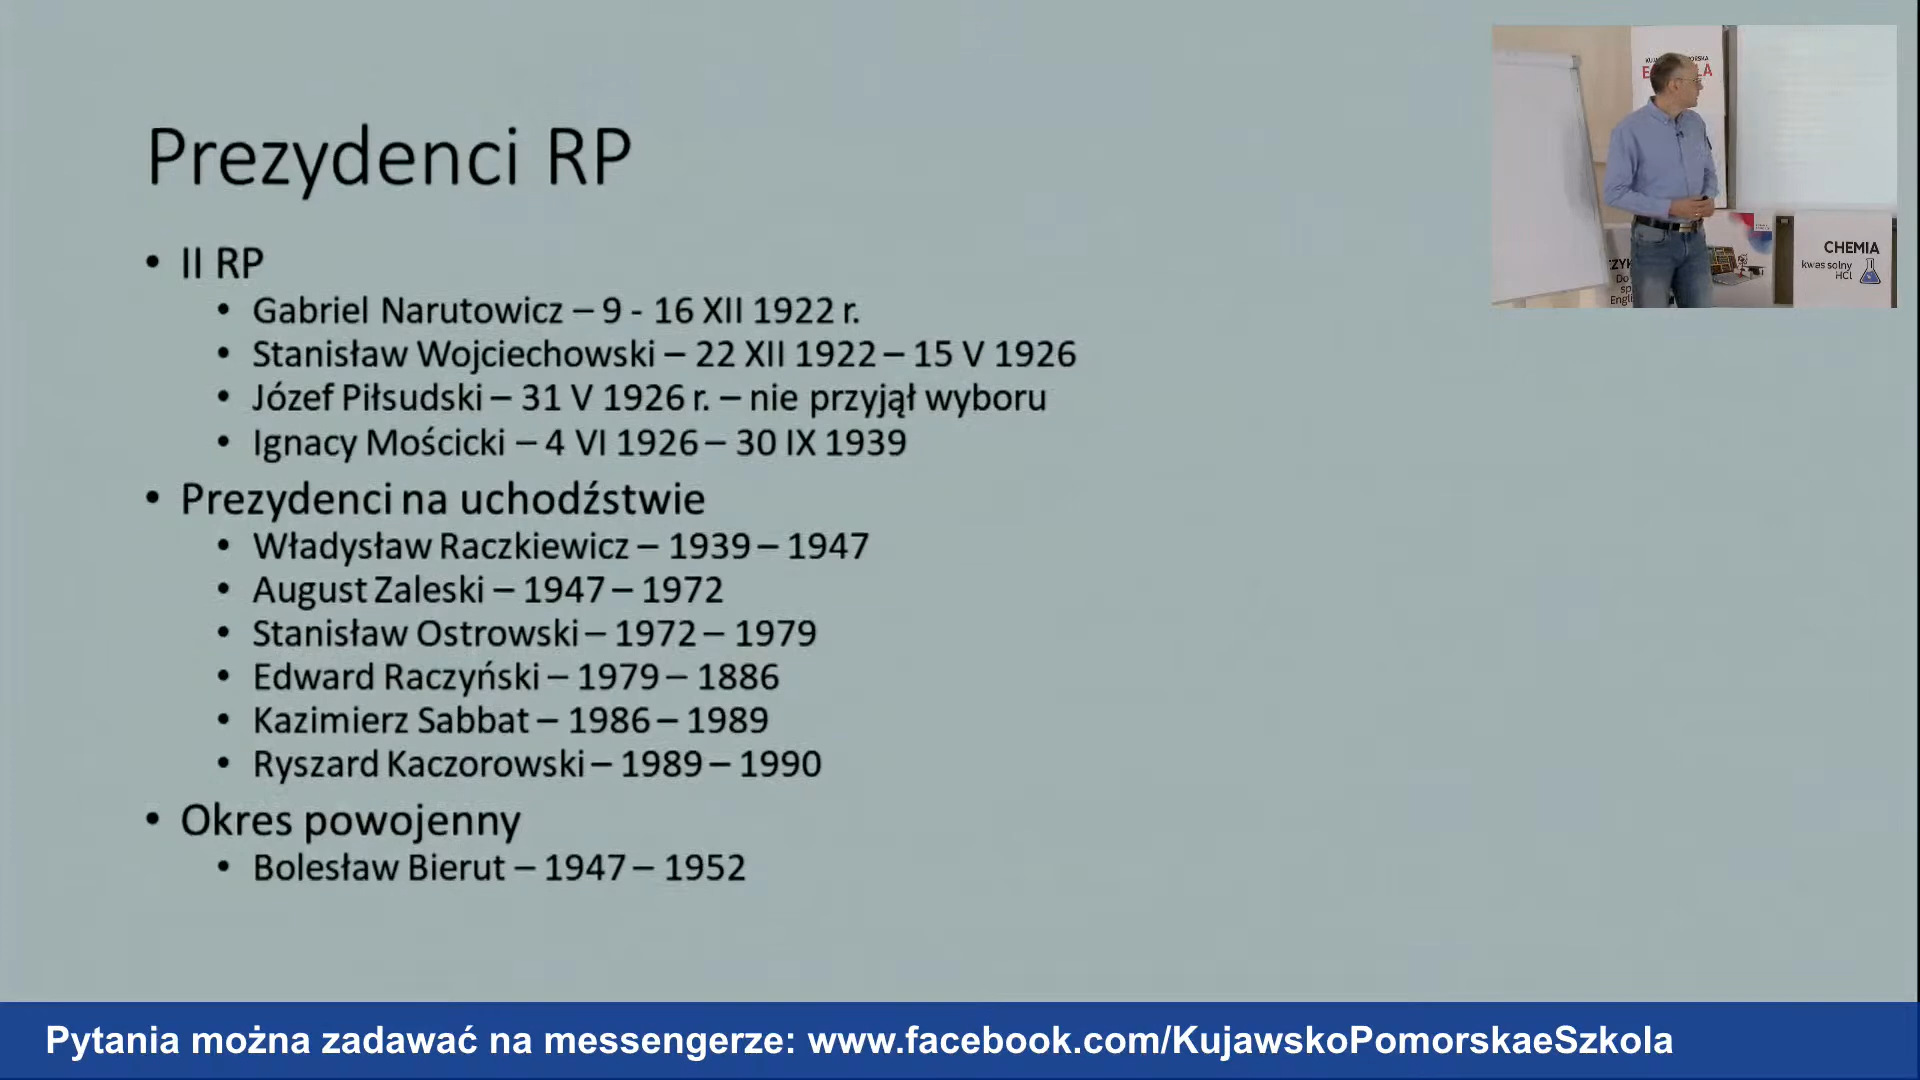 Prezydenci RP
• II RP
• Gabriel Narutowicz – 9 - 16 XII 1922 r.
• Stanisław Wojciechowski – 22 XII 1922 – 15 V 1926
• Józef Piłsudski – 31 V 1926 r. – nie przyjął wyboru
• Ignacy Mościcki – 4 VI 1926 – 30 IX 1939
• Prezydenci na uchodźstwie
• Władysław Raczkiewicz – 1939 – 1947
• August Zaleski – 1947 – 1972
• Stanisław Ostrowski – 1972 – 1979
• Edward Raczyński – 1979 – 1886
• Kazimierz Sabbat – 1986 – 1989
• Ryszard Kaczorowski – 1989 – 1990
• Okres powojenny
• Bolesław Bierut – 1947 – 1952
CHEMIA
kwas solny
HCl
Pytania można zadawać na messengerze: www.facebook.com/KujawskoPomorskaeSzkola